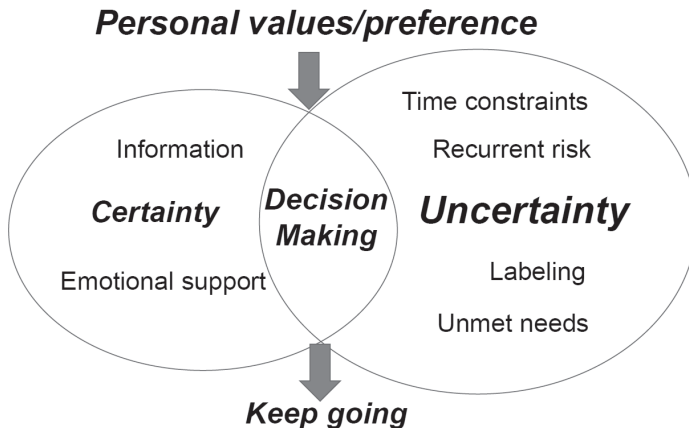 Personal values/preference
Time constraints
Information
Recurrent risk
Certainty
Decision
Making
Uncertainty
Emotional support
Labeling
Unmet needs
Keep going